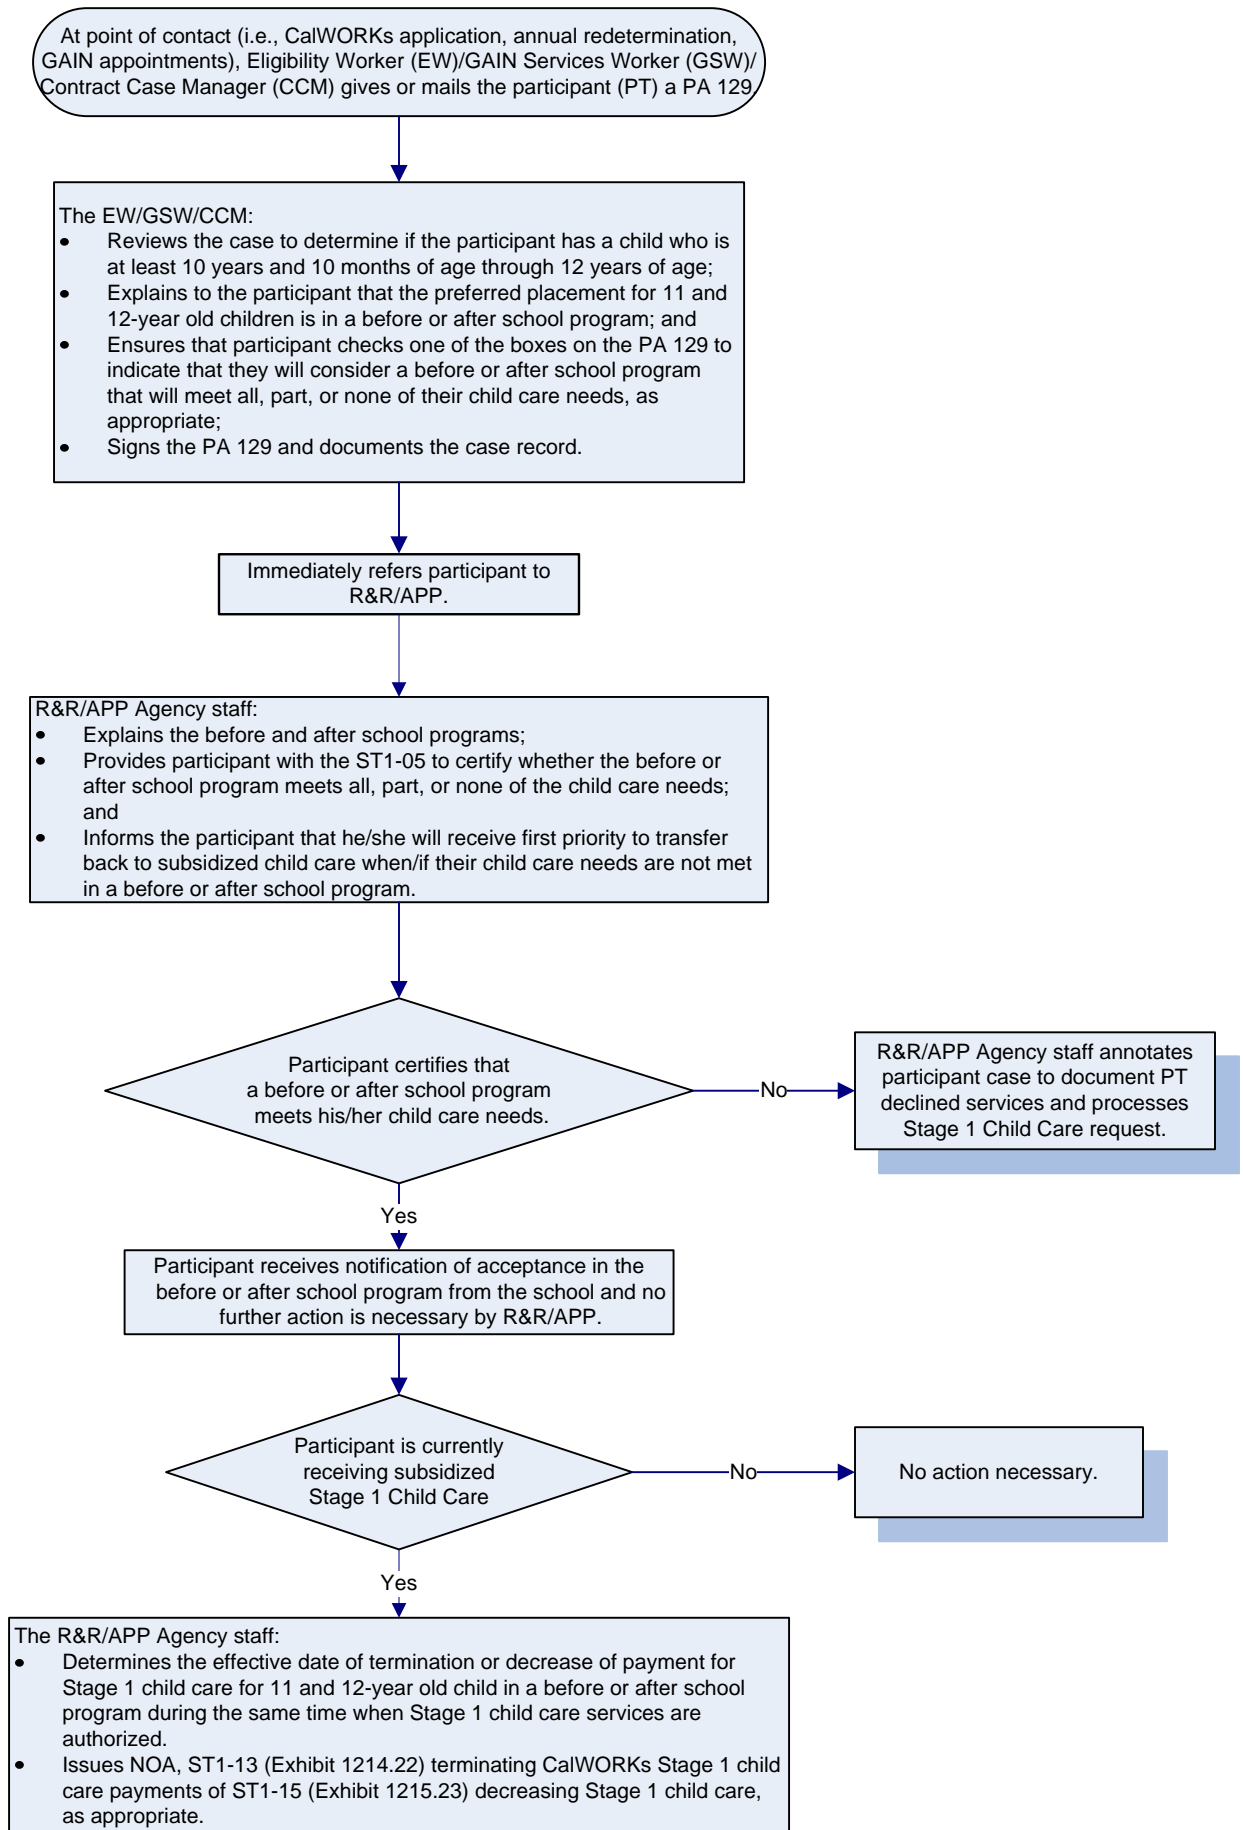 At point of contact (i.e., CalWORKs application, annual redetermination,
GAIN appointments), Eligibility Worker (EW)/GAIN Services Worker (GSW)/
Contract Case Manager (CCM) gives or mails the participant (PT) a PA 129.
The EW/GSW/CCM:
• Reviews the case to determine if the participant has a child who is
at least 10 years and 10 months of age through 12 years of age;
• Explains to the participant that the preferred placement for 11 and
12-year old children is in a before or after school program; and
• Ensures that participant checks one of the boxes on the PA 129 to
indicate that they will consider a before or after school program
that will meet all, part, or none of their child care needs, as
appropriate;
• Signs the PA 129 and documents the case record.
Immediately refers participant to
R&R/APP.
R&R/APP Agency staff:
• Explains the before and after school programs;
• Provides participant with the ST1-05 to certify whether the before or
after school program meets all, part, or none of the child care needs;
and
• Informs the participant that he/she will receive first priority to transfer
back to subsidized child care when/if their child care needs are not met
in a before or after school program.
Participant certifies that
a before or after school program
meets his/her child care needs.
No
R&R/APP Agency staff annotates
participant case to document PT
declined services and processes
Stage 1 Child Care request.
Yes
Participant receives notification of acceptance in the
before or after school program from the school and no
further action is necessary by R&R/APP.
Participant is currently
receiving subsidized
Stage 1 Child Care
No
No action necessary.
Yes
The R&R/APP Agency staff:
• Determines the effective date of termination or decrease of payment for
Stage 1 child care for 11 and 12-year old child in a before or after school
program during the same time when Stage 1 child care services are
authorized.
• Issues NOA, ST1-13 (Exhibit 1214.22) terminating CalWORKs Stage 1 child
care payments of ST1-15 (Exhibit 1215.23) decreasing Stage 1 child care,
as appropriate.